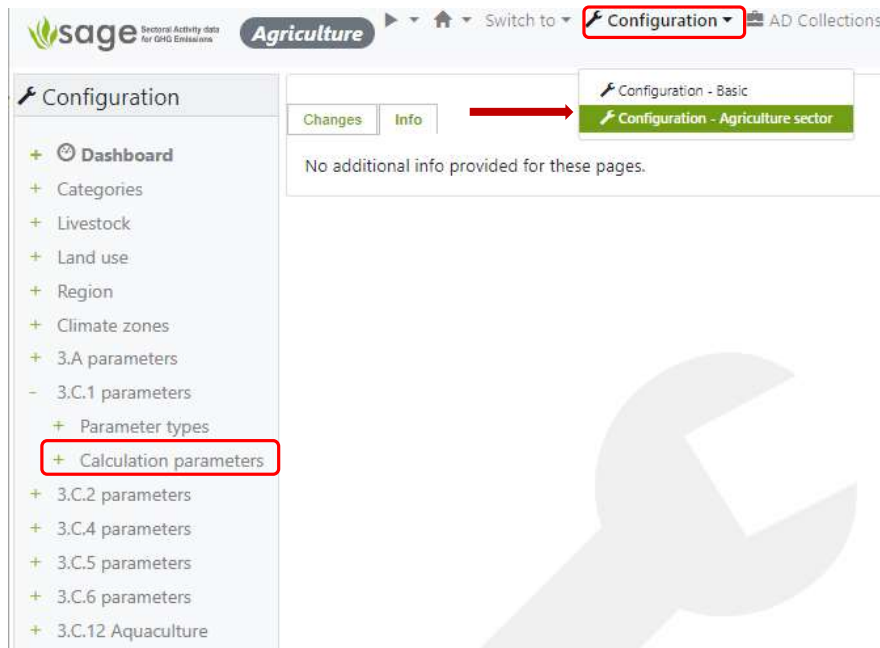 sage Sectoral Activity data for GHG Emissions Agriculture Switch to Configuration AD Collections
Configuration
Configuration - Basic
Configuration - Agriculture sector
Changes Info
No additional info provided for these pages.
+ Dashboard
+ Categories
+ Livestock
+ Land use
+ Region
+ Climate zones
+ 3.A parameters
- 3.C.1 parameters
+ Parameter types
+ Calculation parameters
+ 3.C.2 parameters
+ 3.C.4 parameters
+ 3.C.5 parameters
+ 3.C.6 parameters
+ 3.C.12 Aquaculture